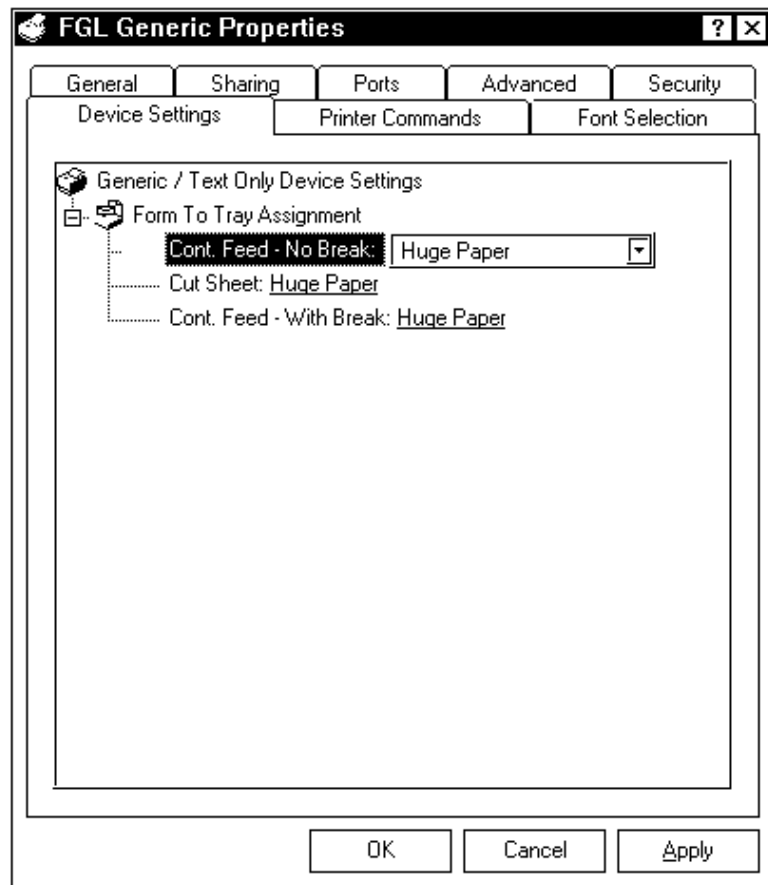 FGL Generic Properties ? X
General Sharing Ports Advanced Security
Device Settings Printer Commands Font Selection
Generic / Text Only Device Settings
Form To Tray Assignment
Cont. Feed - No Break: Huge Paper
Cut Sheet: Huge Paper
Cont. Feed - With Break: Huge Paper
OK Cancel Apply